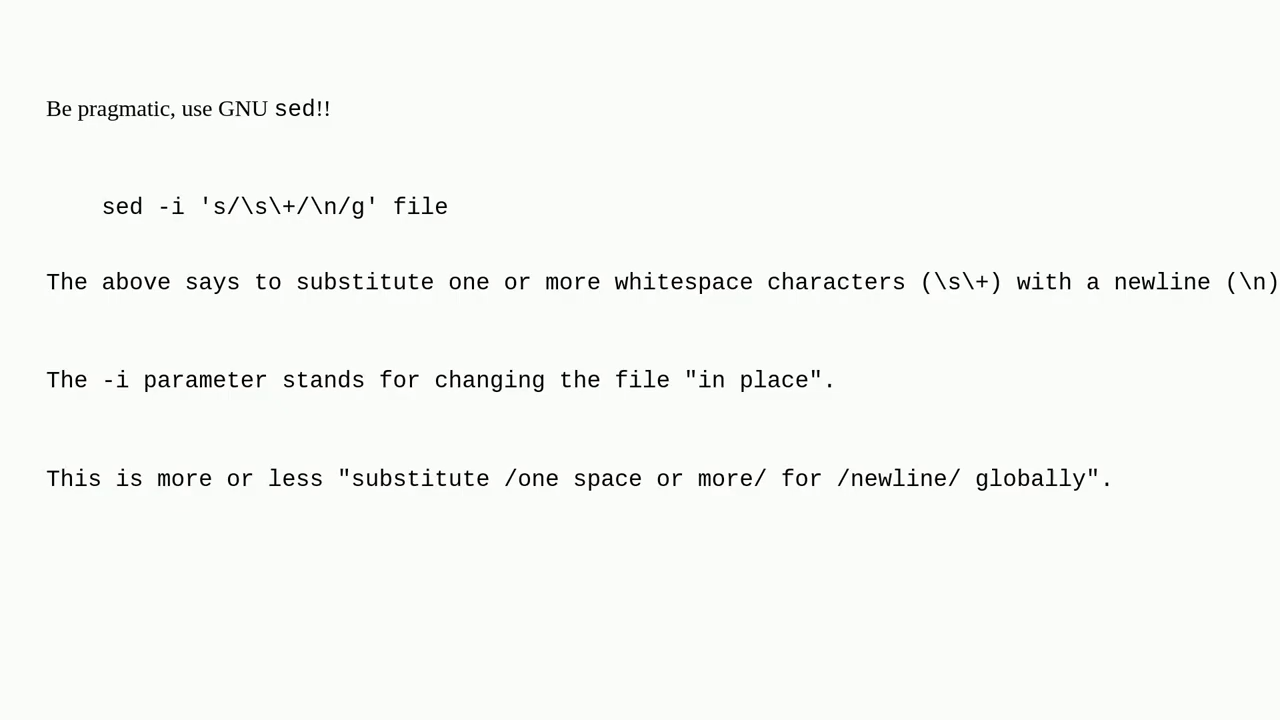 Be pragmatic, use GNU sed!!
sed -i 's/\s\+/\n/g' file
The above says to substitute one or more whitespace characters (\s\+) with a newline (\n)
The -i parameter stands for changing the file "in place".
This is more or less "substitute /one space or more/ for /newline/ globally".